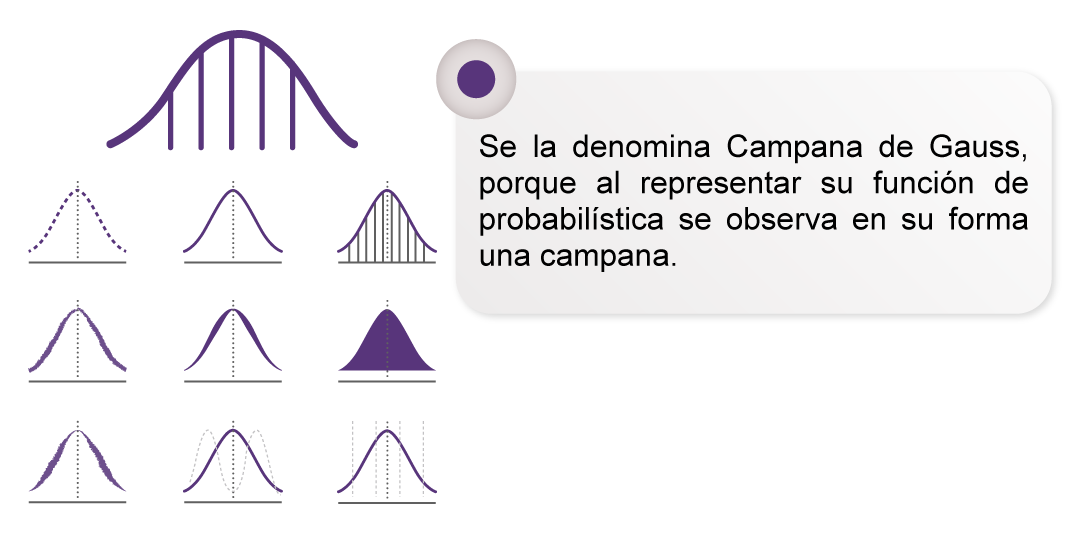 Se la denomina Campana de Gauss,
porque al representar su función de
probabilística se observa en su forma
una campana.